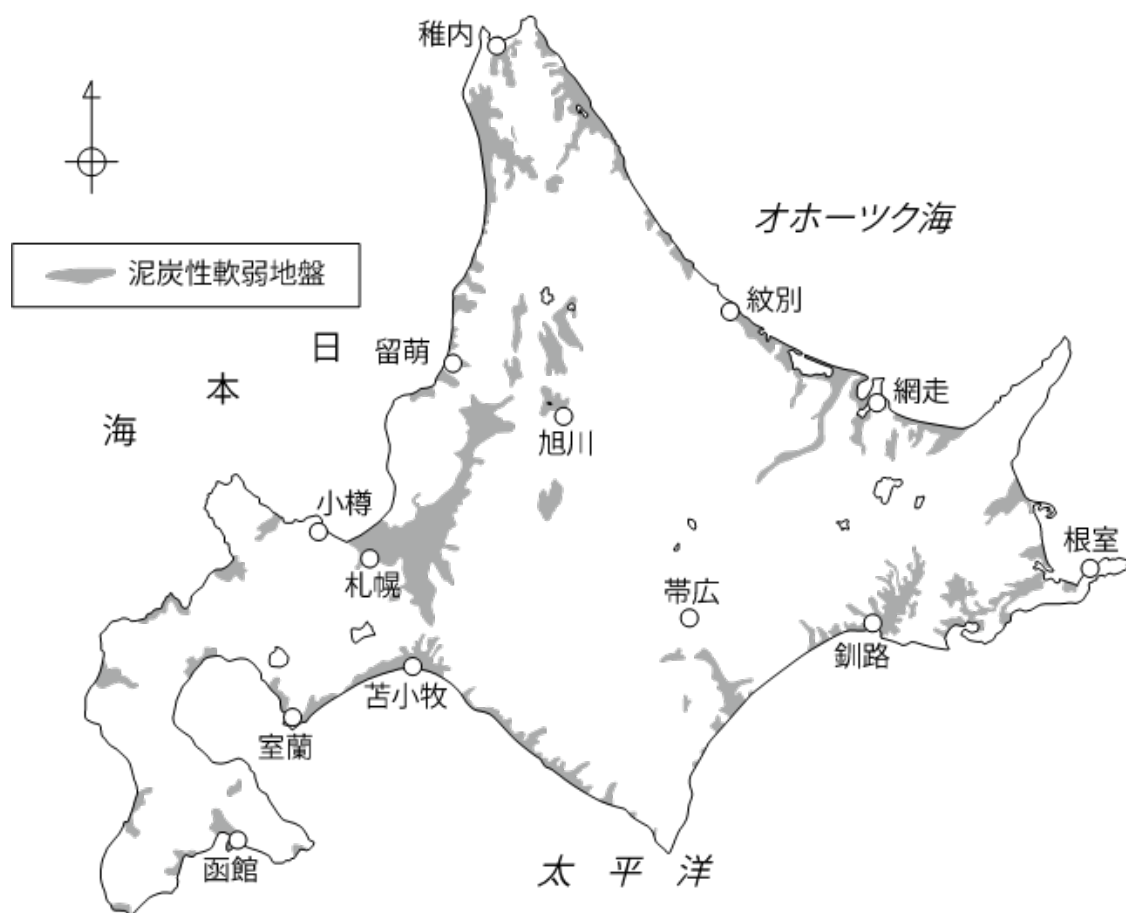 稚内
4
オホーツク海
泥炭性軟弱地盤
紋別
日本海
留萌
網走
旭川
小樽
札幌
根室
帯広
釧路
苫小牧
室蘭
函館
太平洋